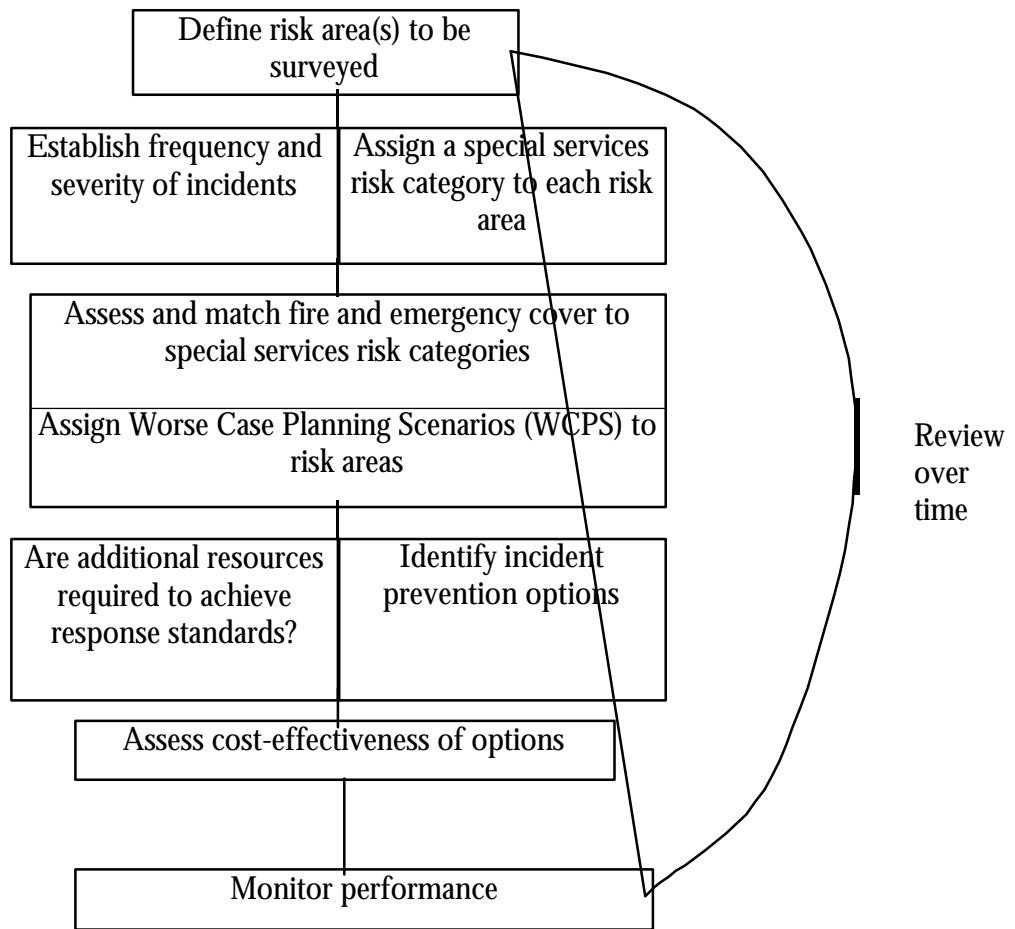 Define risk area(s) to be
surveyed
Establish frequency and
severity of incidents
Assign a special services
risk category to each risk
area
Assess and match fire and emergency cover to
special services risk categories
Assign Worse Case Planning Scenarios (WCPS) to
risk areas
Are additional resources
required to achieve
response standards?
Identify incident
prevention options
Assess cost-effectiveness of options
Monitor performance
Review
over
time